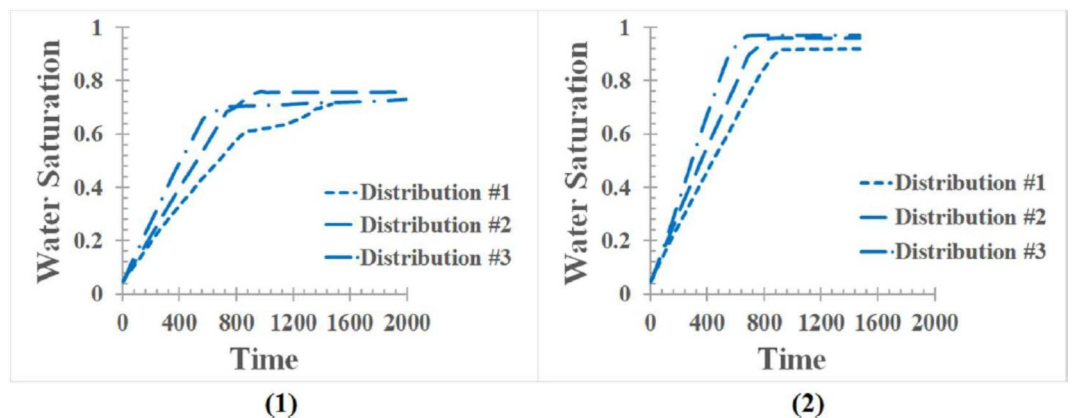 Water Saturation
1
0.8
0.6
0.4
0.2
0
0 400 800 1200 1600 2000
Time
Distribution #1
Distribution #2
Distribution #3
(1)
Water Saturation
1
0.8
0.6
0.4
0.2
0
0 400 800 1200 1600 2000
Time
Distribution #1
Distribution #2
Distribution #3
(2)